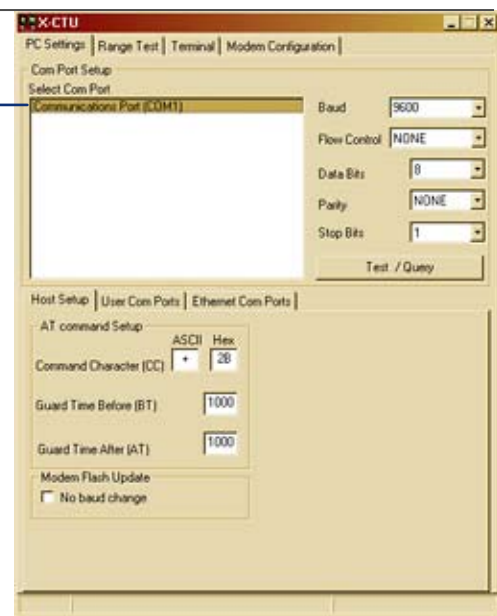 X-CTU
PC Settings Range Test Terminal Modem Configuration
Com Port Setup
Select Com Port
Communications Port (COM1)
Baud 9600
Flow Control NONE
Data Bits 8
Parity NONE
Stop Bits 1
Test / Query
Host Setup User Com Ports Ethernet Com Ports
AT command Setup
ASCII Hex
Command Character (CC) + 2B
Guard Time Before (BT) 1000
Guard Time After (AT) 1000
Modem Flash Update
No baud change